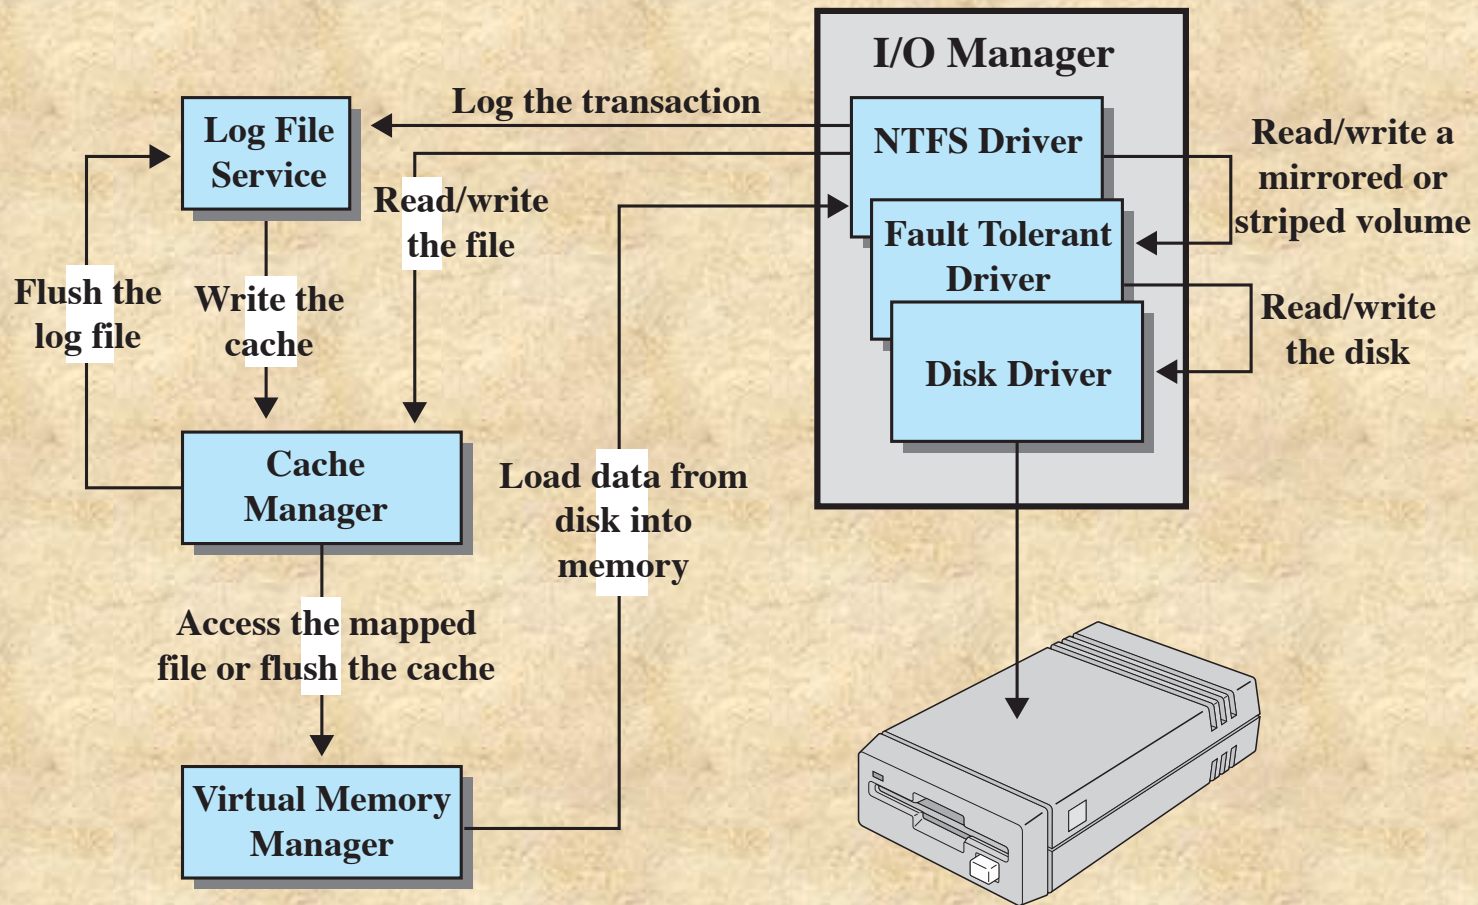 I/O Manager
Log the transaction
Log File
Service
NTFS Driver
Read/write a
mirrored or
striped volume
Read/write
the file
Fault Tolerant
Driver
Flush the
log file
Write the
cache
Read/write
the disk
Disk Driver
Cache
Manager
Load data from
disk into
memory
Access the mapped
file or flush the cache
Virtual Memory
Manager